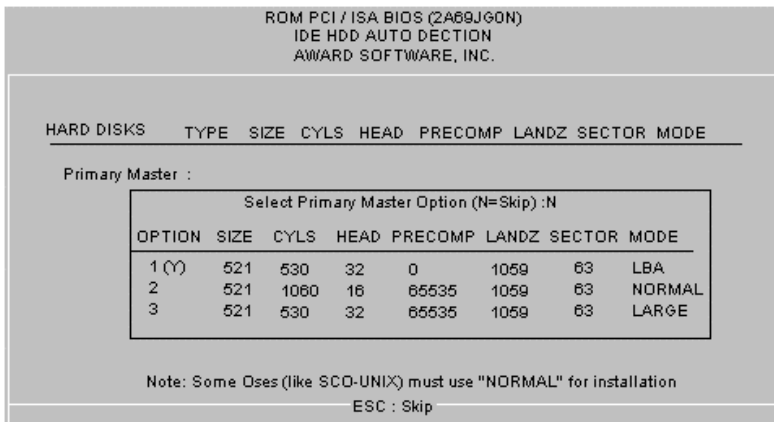 ROM PCI / ISA BIOS (2A69JG0N)
IDE HDD AUTO DECTION
AWARD SOFTWARE, INC.
HARD DISKS TYPE SIZE CYLS HEAD PRECOMP LANDZ SECTOR MODE
Primary Master :
Select Primary Master Option (N=Skip) :N
OPTION SIZE CYLS HEAD PRECOMP LANDZ SECTOR MODE
1 (Y) 521 530 32 0 1059 63 LBA
2 521 1060 16 65535 1059 63 NORMAL
3 521 530 32 65535 1059 63 LARGE
Note: Some Oses (like SCO-UNIX) must use "NORMAL" for installation
ESC : Skip